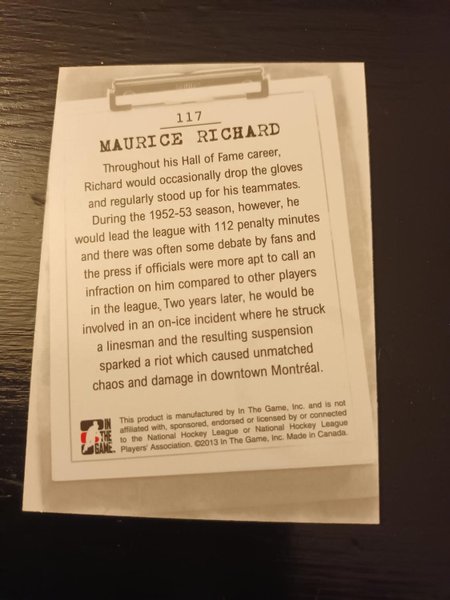 117
MAURICE RICHARD
Throughout his Hall of Fame career,
Richard would occasionally drop the gloves
and regularly stood up for his teammates.
During the 1952-53 season, however, he
would lead the league with 112 penalty minutes
and there was often some debate by fans and
the press if officials were more apt to call an
infraction on him compared to other players
in the league. Two years later, he would be
involved in an on-ice incident where he struck
a linesman and the resulting suspension
sparked a riot which caused unmatched
chaos and damage in downtown Montréal.
IN
THE
GAME.
This product is manufactured by In The Game, Inc. and is not
affiliated with, sponsored, endorsed or licensed by or connected
to the National Hockey League or National Hockey League
Players' Association. ©2013 In The Game, Inc. Made in Canada.